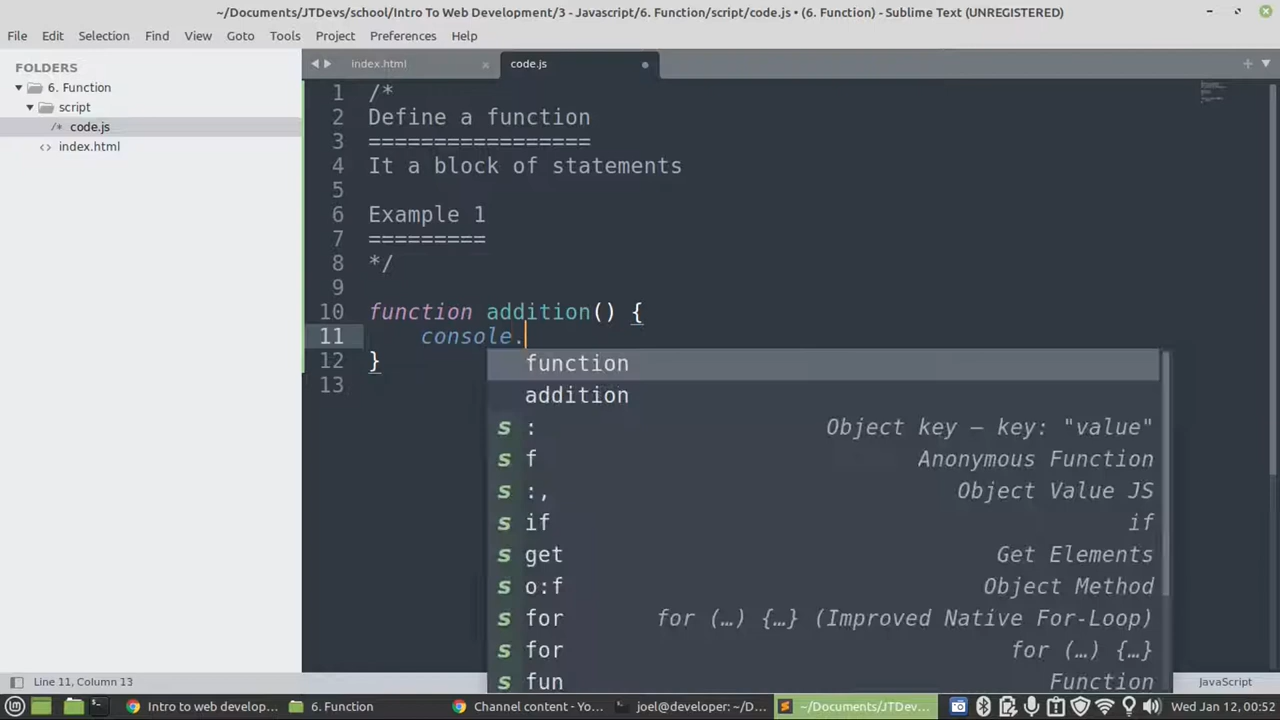 ~/Documents/JTDevs/school/Intro To Web Development/3 - Javascript/6. Function/script/code.js • (6. Function) - Sublime Text (UNREGISTERED)
File Edit Selection Find View Goto Tools Project Preferences Help
FOLDERS
6. Function
script
/* code.js
<> index.html
index.html ×
code.js
1 /*
2 Define a function
3 =================
4 It a block of statements
5
6 Example 1
7 =========
8 */
9
10 function addition() {
11 console.
12 }
13
function
addition
s : Object key – key: "value"
s f Anonymous Function
s :, Object Value JS
s if if
s get Get Elements
s o:f Object Method
s for for (…) {…} (Improved Native For-Loop)
s for for (…) {…}
s fun Function
Line 11, Column 13
JavaScript
Intro to web develop...
6. Function
Channel content - Yo...
joel@developer: ~/D...
~/Documents/JTDev...
Wed Jan 12, 00:52